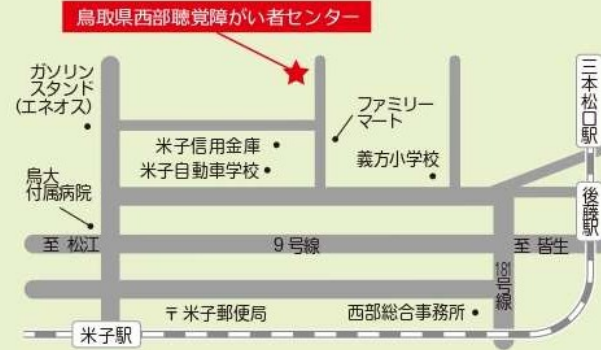 鳥取県西部聴覚障がい者センター
ガソリン
スタンド
(エネオス)
ファミリー
マート
三本松口駅
米子信用金庫
米子自動車学校
義方小学校
鳥大
付属病院
後藤駅
至 松江
9号線
至 皆生
181号線
〒米子郵便局
西部総合事務所
米子駅